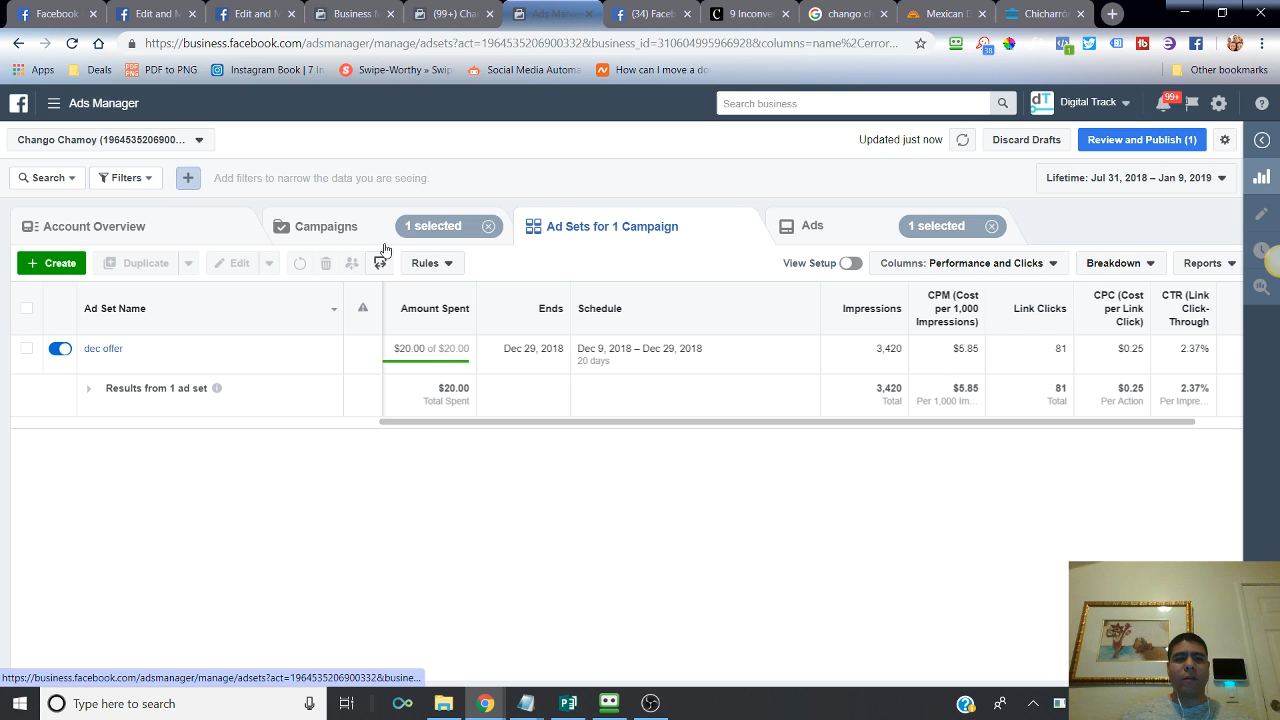 Facebook
Edit and M
Edit and M
Business M
(99+) Cha
Ads Mana
(34) Faceb
9 Inconven
chango ch
Mexican D
Chicharrón
https://business.facebook.com/adsmanager/manage/adsets?act=1964535206900332&business_id=310604995966928&columns=name%2Cerror...
38
1
Apps
Deals
PDF to PNG
Instagram Book | 7 In
Swipe-Worthy » Swip
Social Media Automa
How can I move a do
Other bookmarks
Ads Manager
Search business
dT
Digital Track
99+
Chango Chamoy (1964535206900...
Updated just now
Discard Drafts
Review and Publish (1)
Search
Filters
Add filters to narrow the data you are seeing.
Lifetime: Jul 31, 2018 – Jan 9, 2019
Account Overview
Campaigns
1 selected
Ad Sets for 1 Campaign
Ads
1 selected
+ Create
Duplicate
Edit
Rules
View Setup
Columns: Performance and Clicks
Breakdown
Reports
Ad Set Name
Amount Spent
Ends
Schedule
Impressions
CPM (Cost per 1,000 Impressions)
Link Clicks
CPC (Cost per Link Click)
CTR (Link Click-Through
dec offer
$20.00 of $20.00
Dec 29, 2018
Dec 9, 2018 – Dec 29, 2018
20 days
3,420
$5.85
81
$0.25
2.37%
Results from 1 ad set
$20.00
Total Spent
3,420
Total
$5.85
Per 1,000 Im...
81
Total
$0.25
Per Action
2.37%
Per Impre...
https://business.facebook.com/adsmanager/manage/adsets?act=1964535206900332&busine...
Type here to search